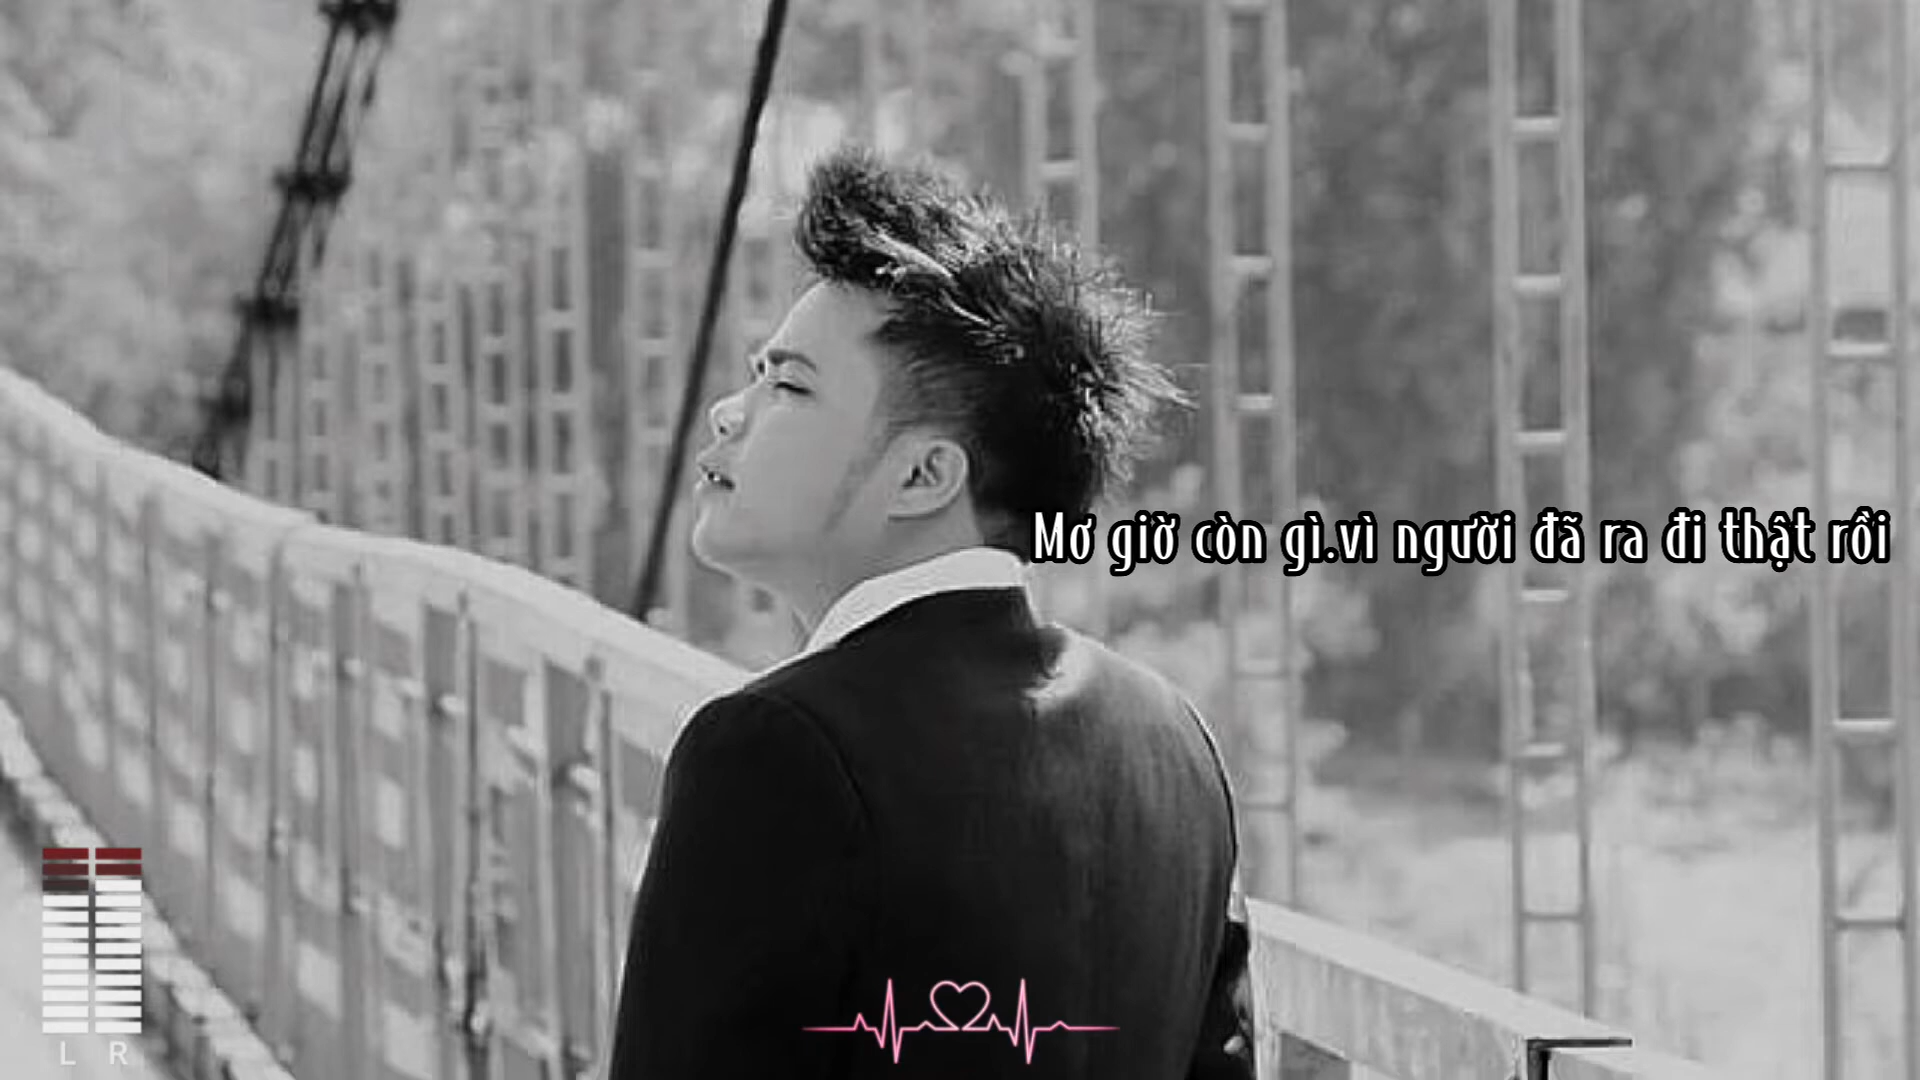 Mơ giờ còn gì.vì người đã ra đi thật rồi
L R